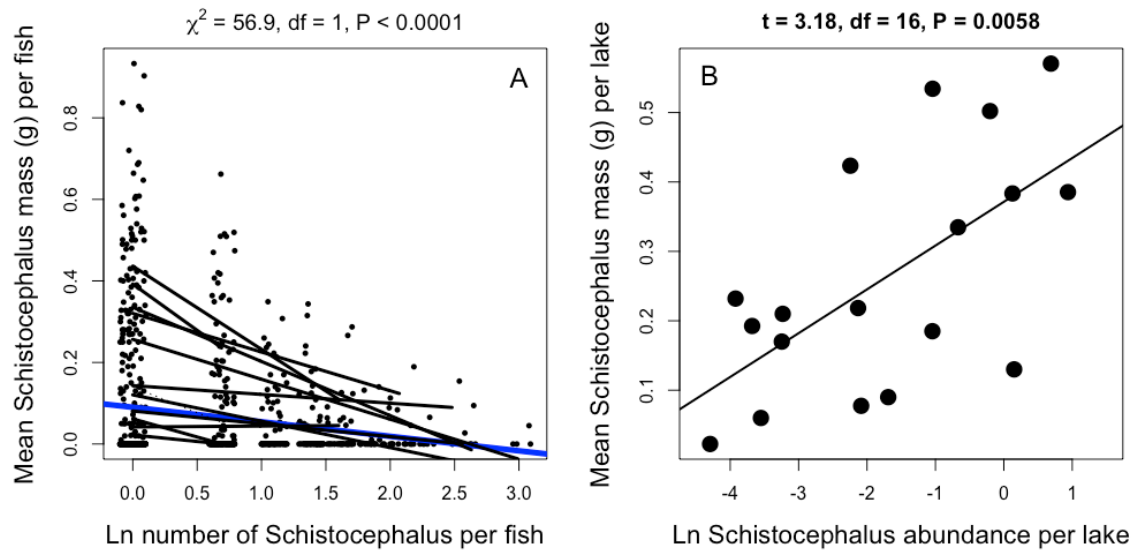 χ² = 56.9, df = 1, P < 0.0001
A
Mean Schistocephalus mass (g) per fish
0.8
0.6
0.4
0.2
0.0
0.0 0.5 1.0 1.5 2.0 2.5 3.0
Ln number of Schistocephalus per fish
t = 3.18, df = 16, P = 0.0058
B
Mean Schistocephalus mass (g) per lake
0.5
0.4
0.3
0.2
0.1
-4 -3 -2 -1 0 1
Ln Schistocephalus abundance per lake